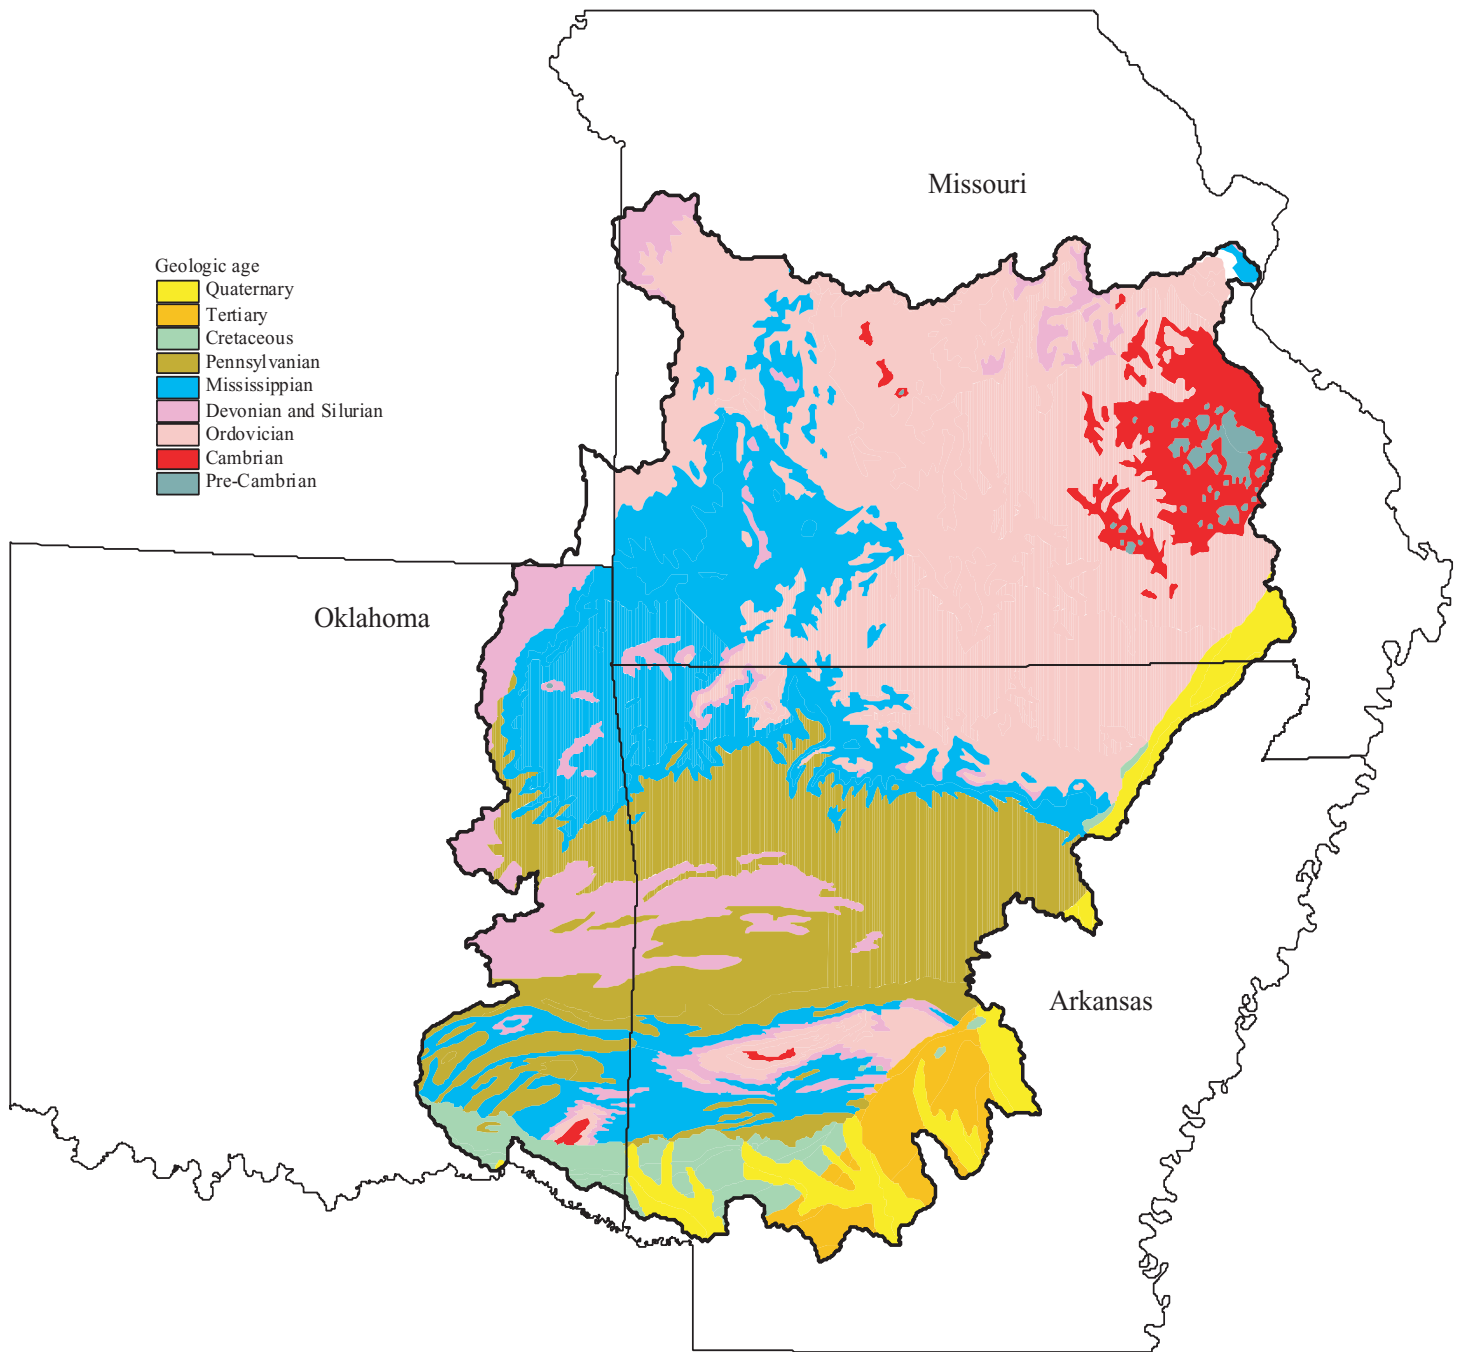 Missouri
Geologic age
Quaternary
Tertiary
Cretaceous
Pennsylvanian
Mississippian
Devonian and Silurian
Ordovician
Cambrian
Pre-Cambrian
Oklahoma
Arkansas